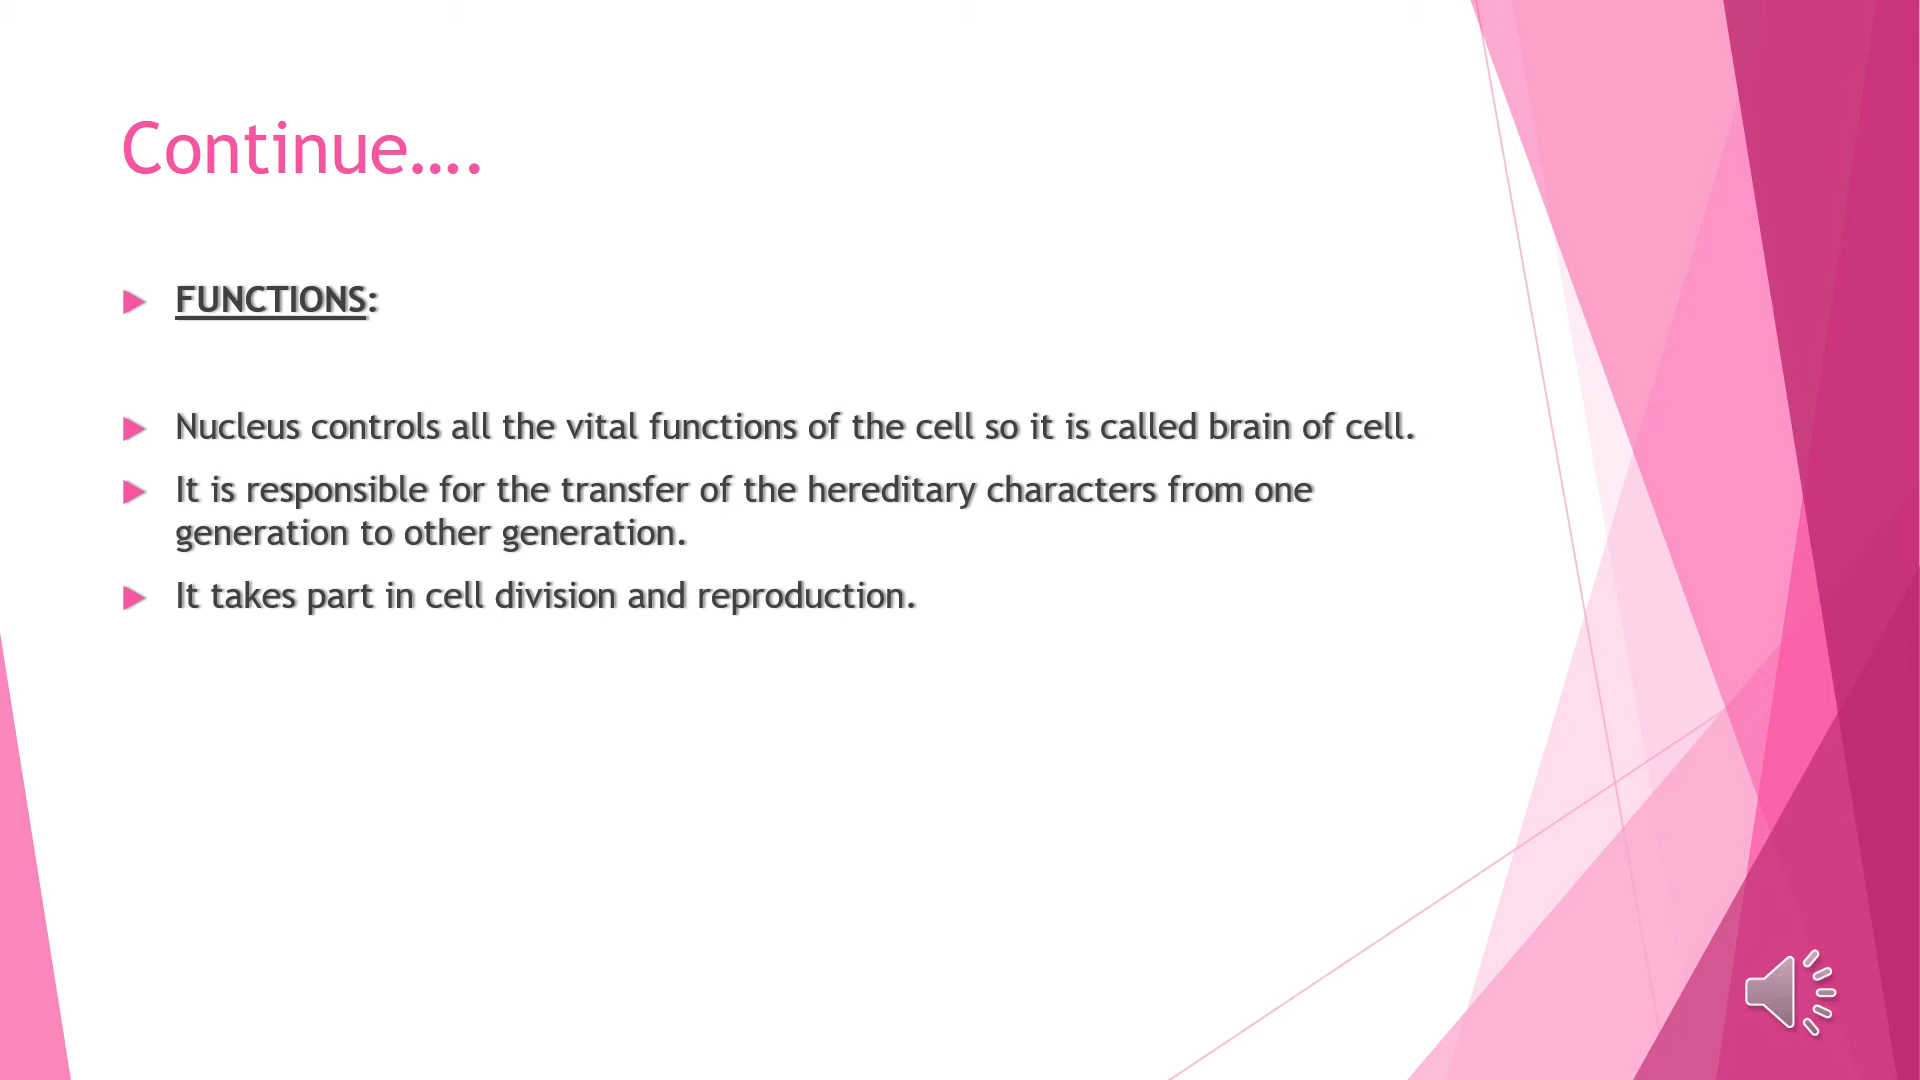 Continue....
FUNCTIONS:
Nucleus controls all the vital functions of the cell so it is called brain of cell.
It is responsible for the transfer of the hereditary characters from one
generation to other generation.
It takes part in cell division and reproduction.